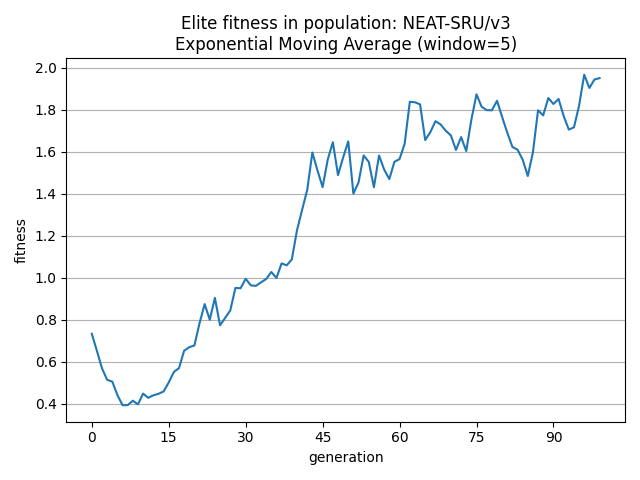 Elite fitness in population: NEAT-SRU/v3
Exponential Moving Average (window=5)
2.0
1.8
1.6
1.4
1.2
1.0
0.8
0.6
0.4
fitness
0 15 30 45 60 75 90
generation